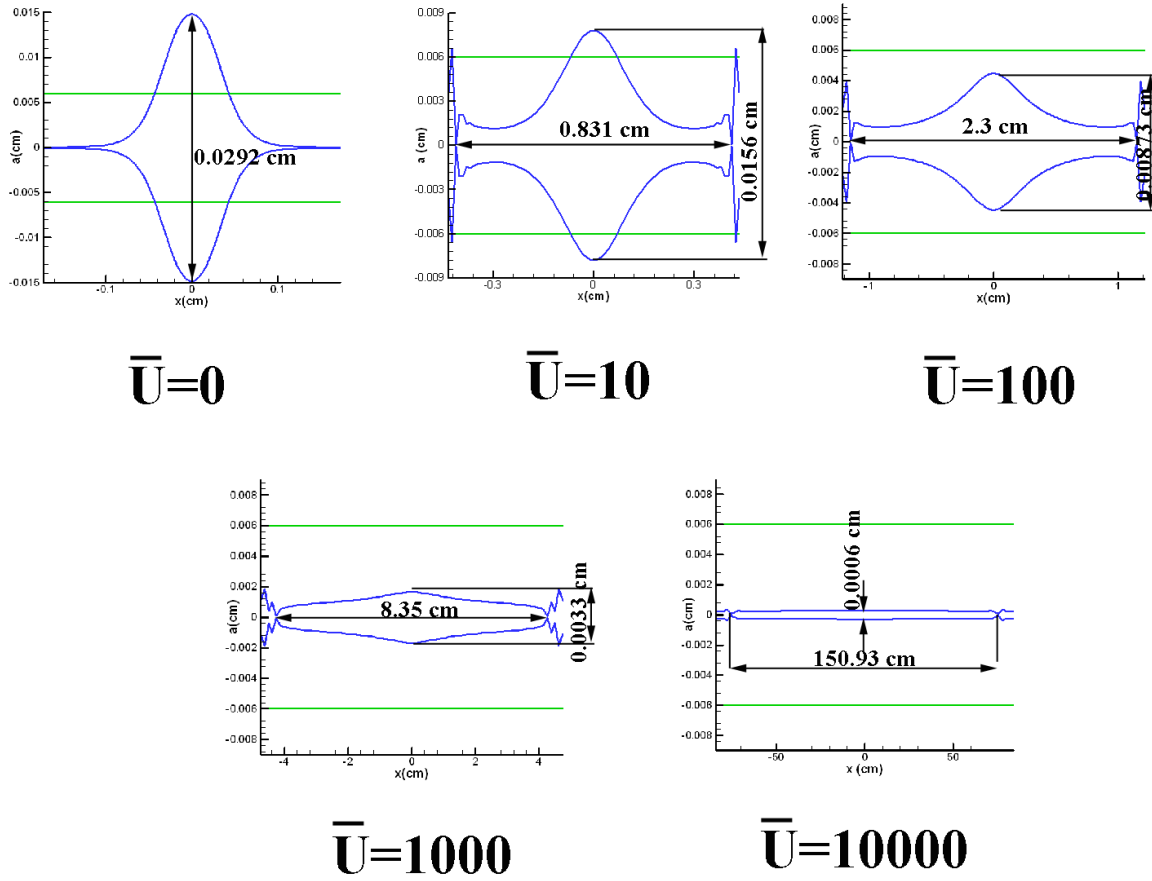 0.015
0.01
0.005
0
-0.005
-0.01
-0.015
a(cm)
0.0292 cm
-0.1
0
0.1
x(cm)
U̅=0
0.009
0.006
0.003
0
-0.003
-0.006
-0.009
a (cm)
0.831 cm
0.0156 cm
-0.3
0
0.3
x(cm)
U̅=10
0.008
0.006
0.004
0.002
0
-0.002
-0.004
-0.006
-0.008
a(cm)
2.3 cm
0.00873 cm
-1
0
1
x(cm)
U̅=100
0.008
0.006
0.004
0.002
0
-0.002
-0.004
-0.006
-0.008
a(cm)
8.35 cm
0.0033 cm
-4
-2
0
2
4
x(cm)
U̅=1000
0.008
0.006
0.004
0.002
0
-0.002
-0.004
-0.006
-0.008
a(cm)
0.0006 cm
150.93 cm
-50
0
50
x (cm)
U̅=10000